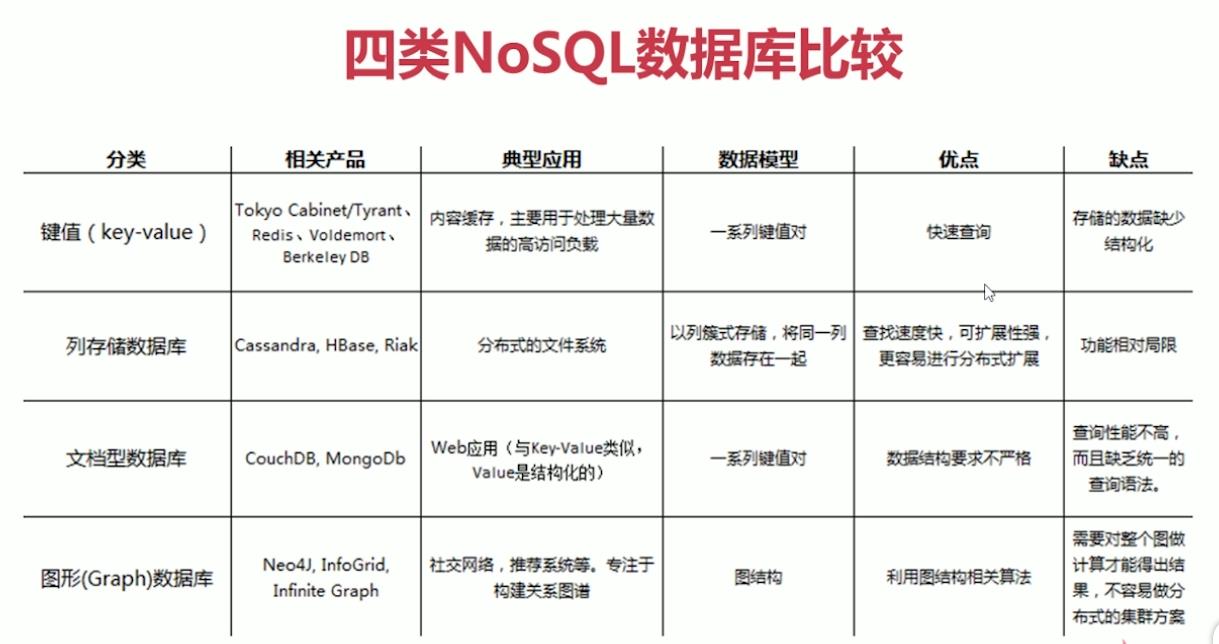 四类NoSQL数据库比较
分类 相关产品 典型应用 数据模型 优点 缺点
键值（key-value）
Tokyo Cabinet/Tyrant、
Redis、Voldemort、
Berkeley DB
内容缓存，主要用于处理大量数
据的高访问负载
一系列键值对
快速查询
存储的数据缺少
结构化
列存储数据库
Cassandra, HBase, Riak
分布式的文件系统
以列簇式存储，将同一列
数据存在一起
查找速度快，可扩展性强，
更容易进行分布式扩展
功能相对局限
文档型数据库
CouchDB, MongoDb
Web应用（与Key-Value类似，
Value是结构化的）
一系列键值对
数据结构要求不严格
查询性能不高，
而且缺乏统一的
查询语法。
图形(Graph)数据库
Neo4J, InfoGrid,
Infinite Graph
社交网络，推荐系统等。专注于
构建关系图谱
图结构
利用图结构相关算法
需要对整个图做
计算才能得出结
果，不容易做分
布式的集群方案